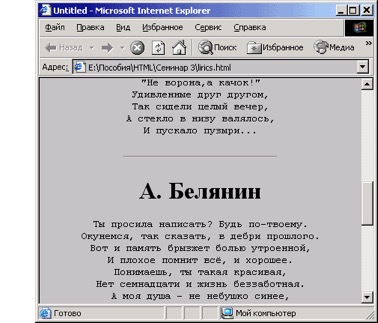 Untitled - Microsoft Internet Explorer
Файл Правка Вид Избранное Сервис Справка
Назад Поиск Избранное Медиа
Адрес: E:\Пособия\HTML\Семинар 3\lirics.html
"Не ворона,а качок!"
Удивленные друг другом,
Так сидели целый вечер,
А стекло в низу валялось,
И пускало пузыри...
А. Белянин
Ты просила написать? Будь по-твоему.
Окунемся, так сказать, в дебри прошлого.
Вот и память брызжет болью утроенной,
И плохое помнит всё, и хорошее.
Понимаешь, ты такая красивая,
Нет семнадцати и жизнь беззаботная.
А моя душа - не небушко синее,
Готово Мой компьютер